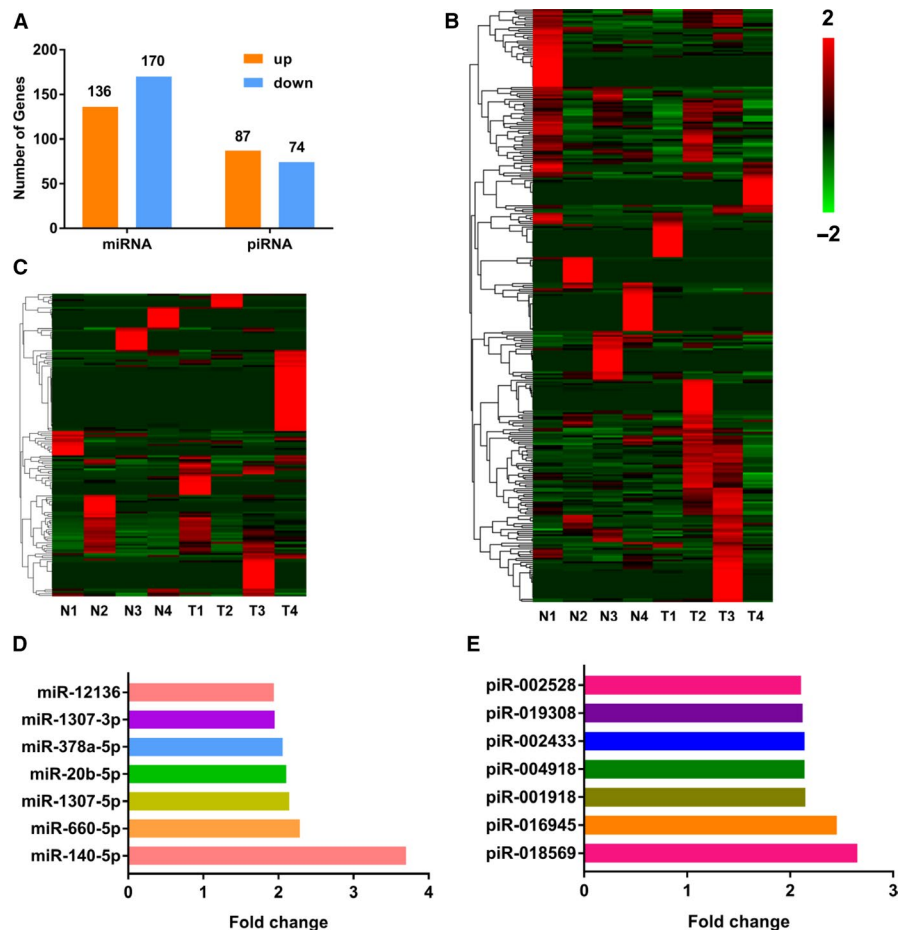 A
200
150
100
50
0
Number of Genes
136
170
87
74
up
down
miRNA
piRNA
B
2
−2
N1 N2 N3 N4 T1 T2 T3 T4
C
N1 N2 N3 N4 T1 T2 T3 T4
D
miR-12136
miR-1307-3p
miR-378a-5p
miR-20b-5p
miR-1307-5p
miR-660-5p
miR-140-5p
0 1 2 3 4
Fold change
E
piR-002528
piR-019308
piR-002433
piR-004918
piR-001918
piR-016945
piR-018569
0 1 2 3
Fold change